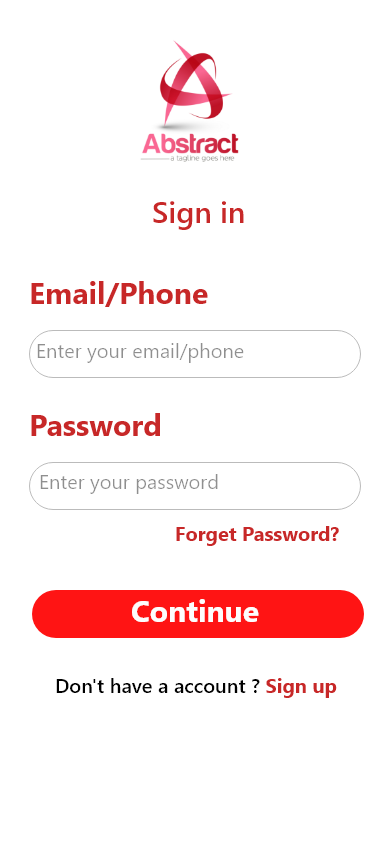 Abstract
a tagline goes here
Sign in
Email/Phone
Enter your email/phone
Password
Enter your password
Forget Password?
Continue
Don't have a account ? Sign up